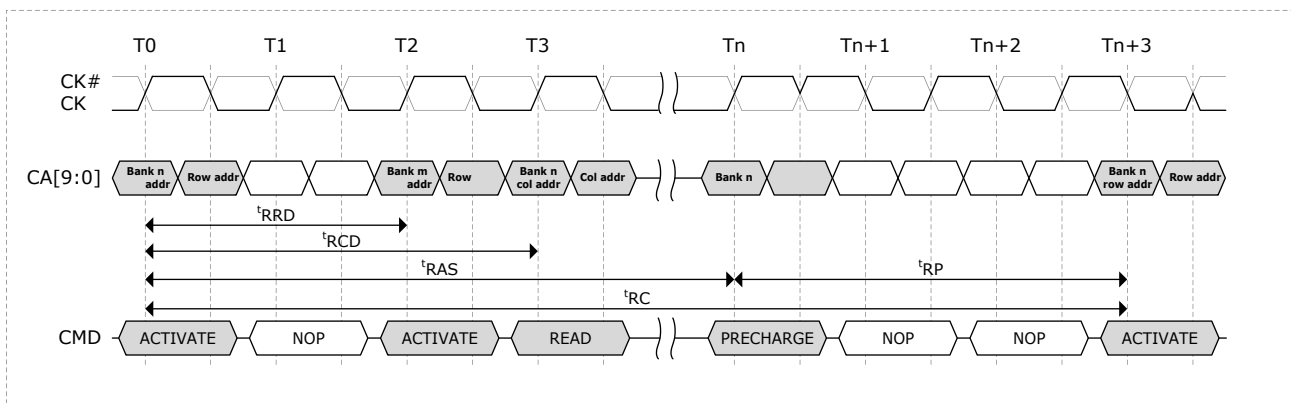 T0 T1 T2 T3 Tn Tn+1 Tn+2 Tn+3
CK#
CK
CA[9:0] Bank n addr Row addr Bank m addr Row Bank n col addr Col addr Bank n Bank n row addr Row addr
tRRD
tRCD
tRAS tRP
tRC
CMD ACTIVATE NOP ACTIVATE READ PRECHARGE NOP NOP ACTIVATE